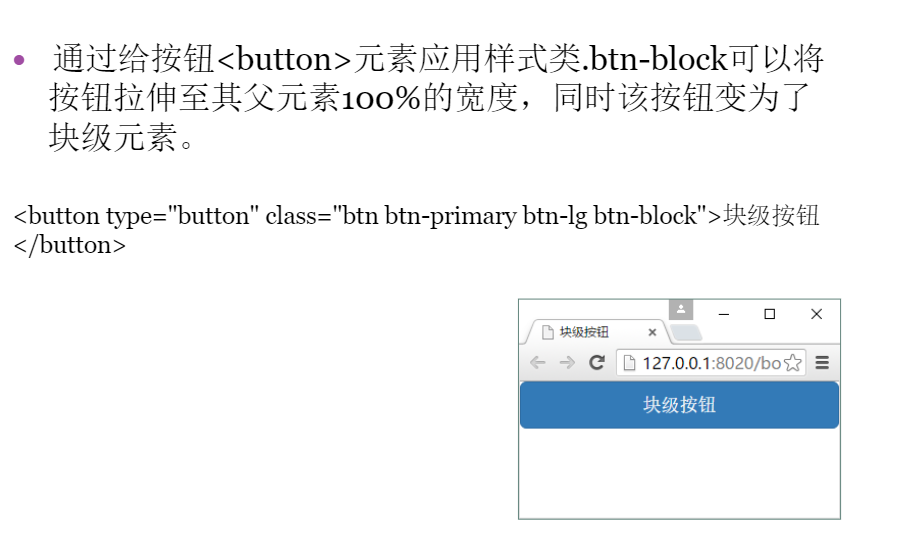 通过给按钮<button>元素应用样式类.btn-block可以将
按钮拉伸至其父元素100%的宽度，同时该按钮变为了
块级元素。
<button type="button" class="btn btn-primary btn-lg btn-block">块级按钮
</button>
块级按钮
127.0.0.1:8020/bo
块级按钮